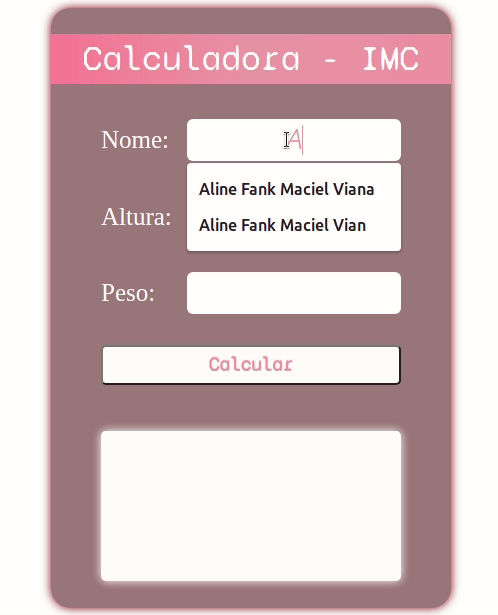 Calculadora - IMC
Nome: A
Aline Fank Maciel Viana
Altura:
Aline Fank Maciel Vian
Peso:
Calcular